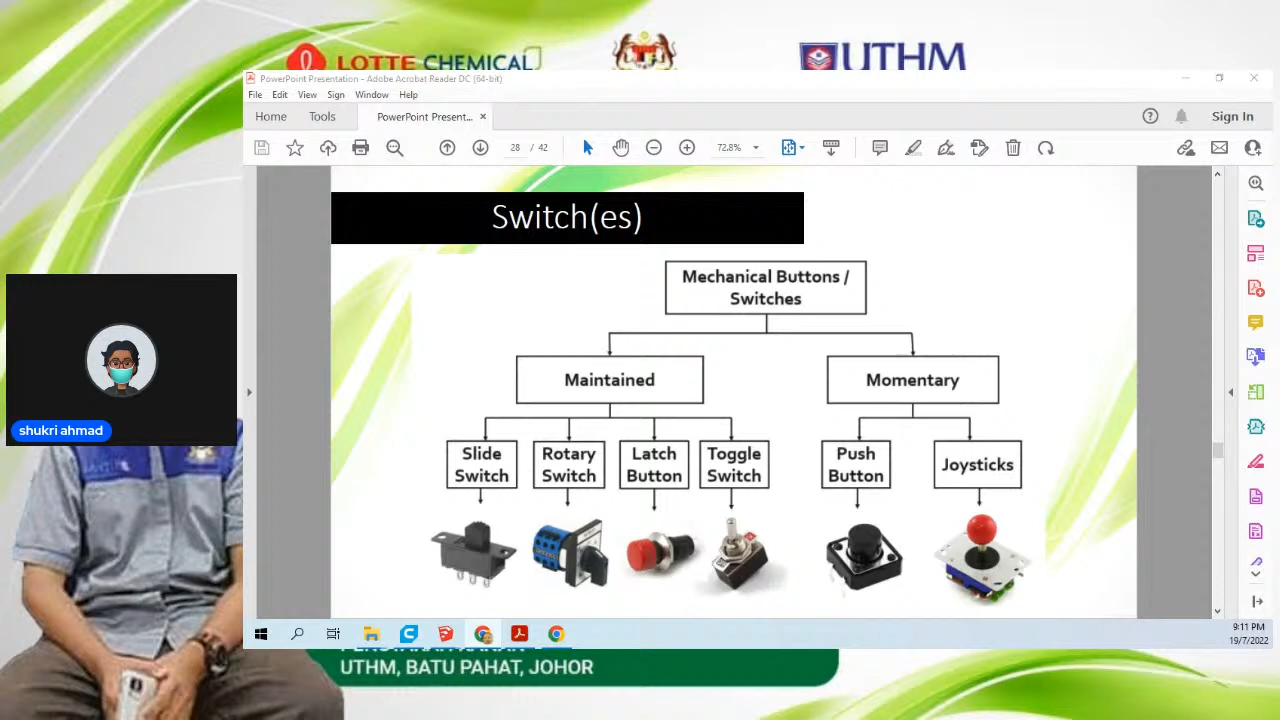 LOTTE CHEMICAL
UTHM
PowerPoint Presentation - Adobe Acrobat Reader DC (64-bit)
File Edit View Sign Window Help
Home Tools PowerPoint Present... Sign In
28 / 42 72.8%
Switch(es)
Mechanical Buttons /
Switches
Maintained
Momentary
Slide
Switch
Rotary
Switch
Latch
Button
Toggle
Switch
Push
Button
Joysticks
shukri ahmad
9:11 PM
19/7/2022
UTHM, BATU PAHAT, JOHOR